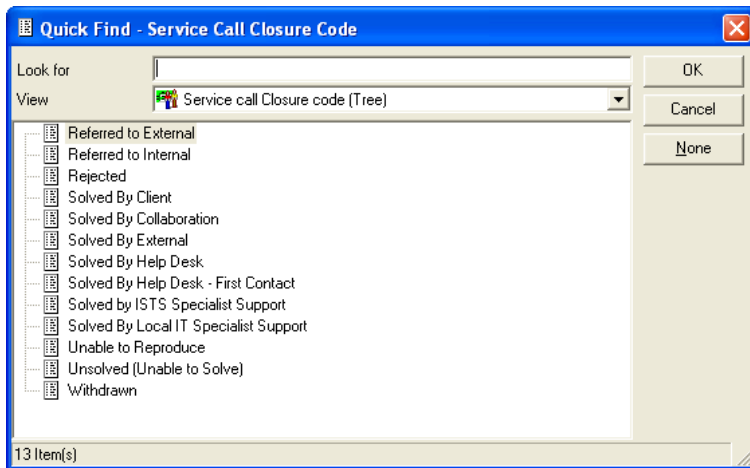 Quick Find - Service Call Closure Code
Look for
OK
View
Service call Closure code (Tree)
Cancel
None
Referred to External
Referred to Internal
Rejected
Solved By Client
Solved By Collaboration
Solved By External
Solved By Help Desk
Solved By Help Desk - First Contact
Solved by ISTS Specialist Support
Solved By Local IT Specialist Support
Unable to Reproduce
Unsolved (Unable to Solve)
Withdrawn
13 Item(s)